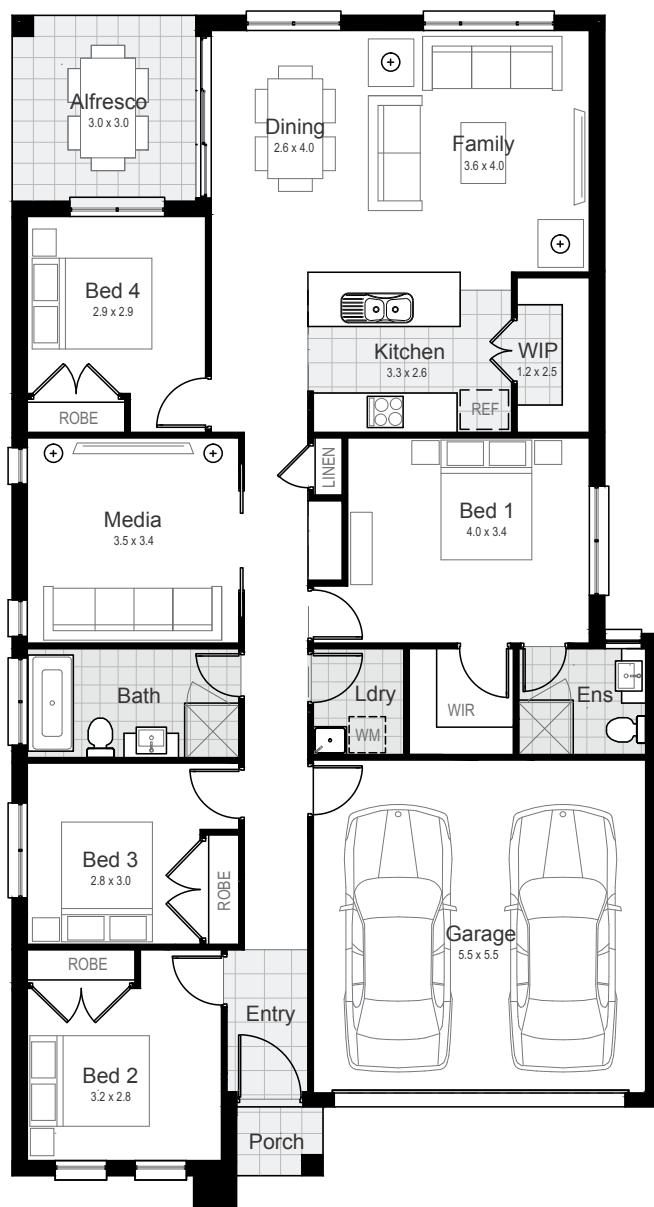 Alfresco
3.0 x 3.0
Dining
2.6 x 4.0
Family
3.6 x 4.0
Bed 4
2.9 x 2.9
ROBE
Kitchen
3.3 x 2.6
WIP
1.2 x 2.5
REF
LINEN
Media
3.5 x 3.4
Bed 1
4.0 x 3.4
Bath
Ldry
WM
WIR
Ens
Bed 3
2.8 x 3.0
ROBE
Garage
5.5 x 5.5
ROBE
Entry
Bed 2
3.2 x 2.8
Porch